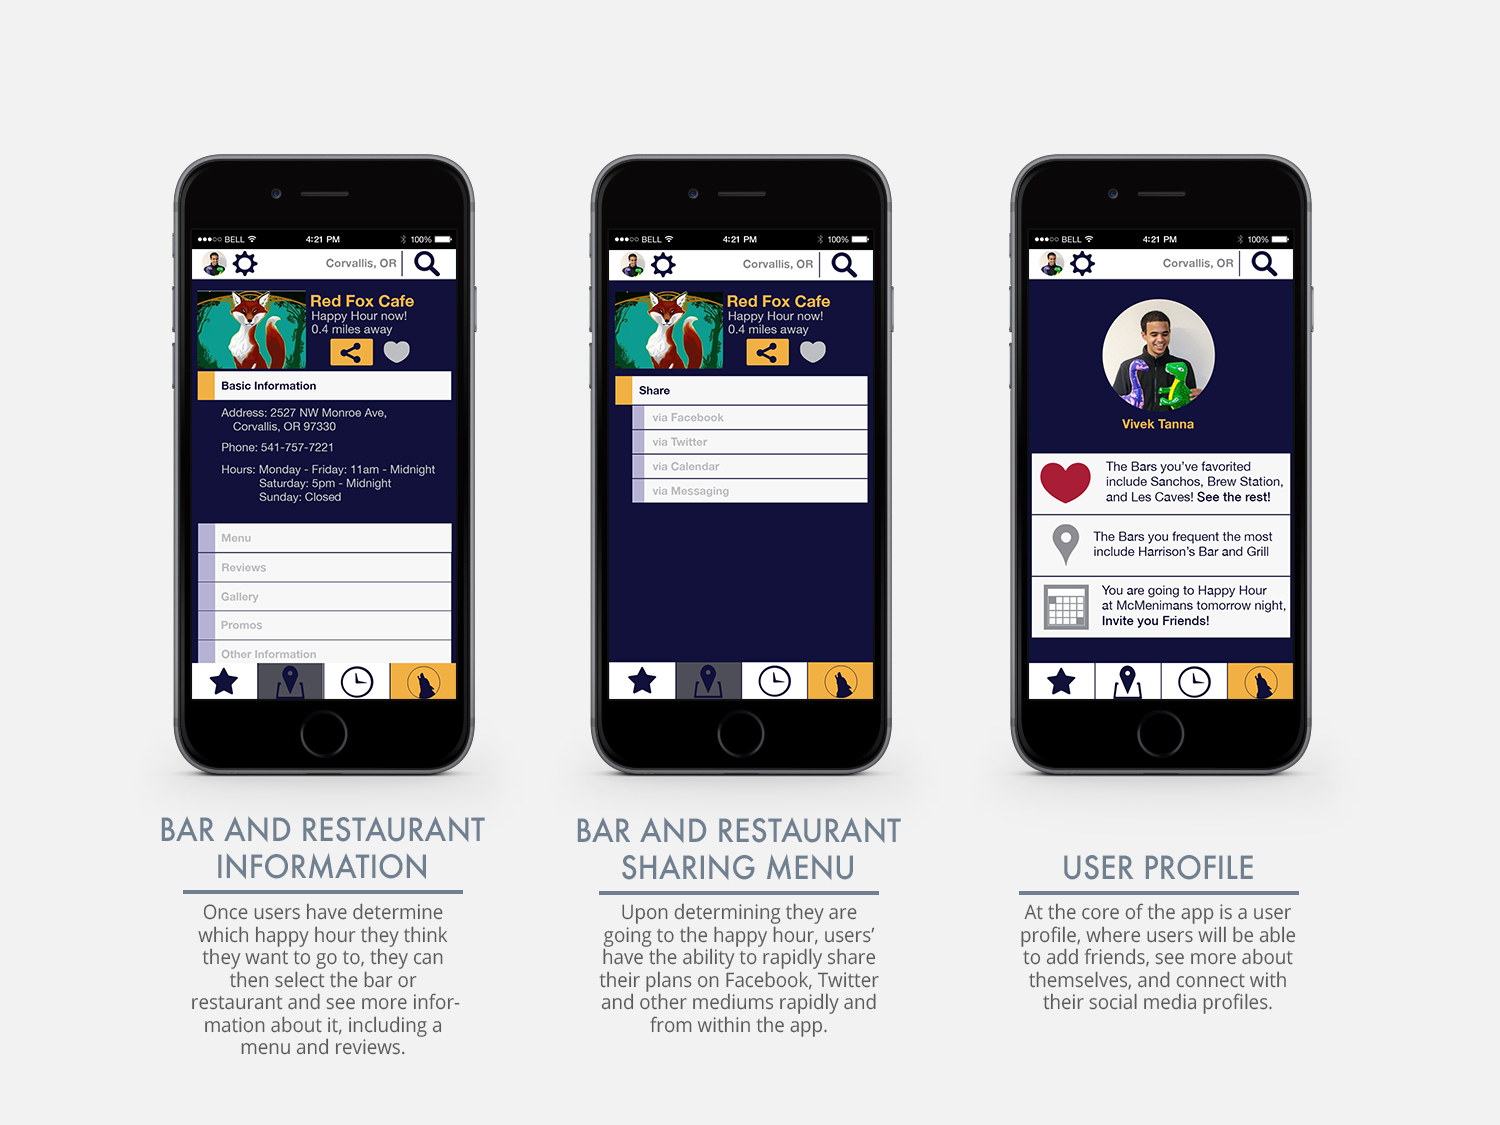 ●●●○○ BELL 4:21 PM 100%
Corvallis, OR
Red Fox Cafe
Happy Hour now!
0.4 miles away
Basic Information
Address: 2527 NW Monroe Ave,
Corvallis, OR 97330
Phone: 541-757-7221
Hours: Monday - Friday: 11am - Midnight
Saturday: 5pm - Midnight
Sunday: Closed
Menu
Reviews
Gallery
Promos
Other Information
BAR AND RESTAURANT
INFORMATION
Once users have determine
which happy hour they think
they want to go to, they can
then select the bar or
restaurant and see more infor-
mation about it, including a
menu and reviews.
●●●○○ BELL 4:21 PM 100%
Corvallis, OR
Red Fox Cafe
Happy Hour now!
0.4 miles away
Share
via Facebook
via Twitter
via Calendar
via Messaging
BAR AND RESTAURANT
SHARING MENU
Upon determining they are
going to the happy hour, users’
have the ability to rapidly share
their plans on Facebook, Twitter
and other mediums rapidly and
from within the app.
●●●○○ BELL 4:21 PM 100%
Corvallis, OR
Vivek Tanna
The Bars you’ve favorited
include Sanchos, Brew Station,
and Les Caves! See the rest!
The Bars you frequent the most
include Harrison’s Bar and Grill
You are going to Happy Hour
at McMenimans tomorrow night,
Invite you Friends!
USER PROFILE
At the core of the app is a user
profile, where users will be able
to add friends, see more about
themselves, and connect with
their social media profiles.